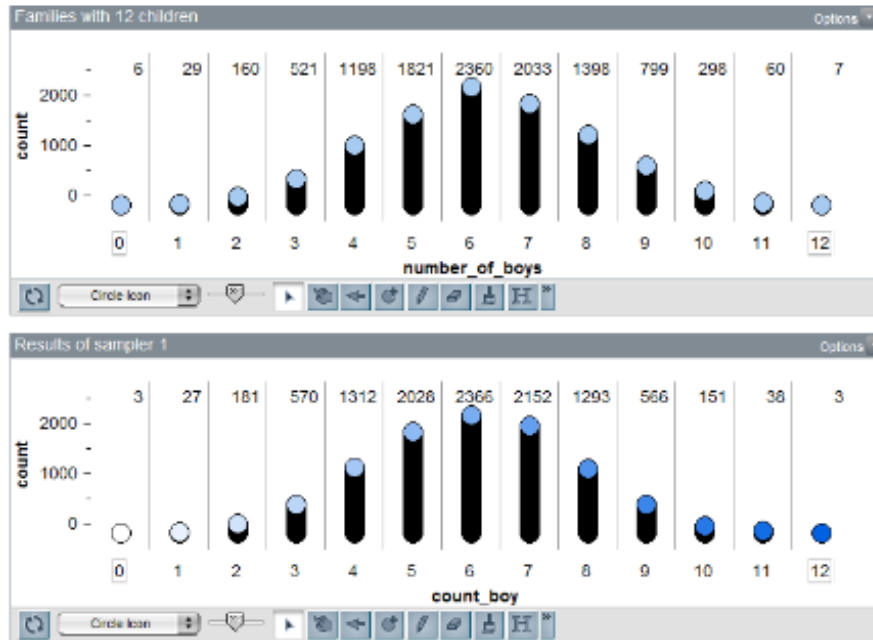 Families with 12 children Options
6 29 160 521 1198 1821 2360 2033 1398 799 298 60 7
2000
1000
0
count
0 1 2 3 4 5 6 7 8 9 10 11 12
number_of_boys
Circle Icon
Results of sampler 1 Options
3 27 181 570 1312 2028 2366 2152 1293 566 151 38 3
2000
1000
0
count
0 1 2 3 4 5 6 7 8 9 10 11 12
count_boy
Circle Icon